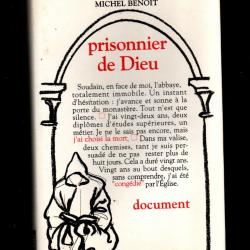 MICHEL BENOÎT
prisonnier
de Dieu
Soudain, en face de moi, l'abbaye,
totalement immobile. Un instant
d'hésitation : j'avance et sonne à la
porte du monastère. Tout n'est que
silence. □ J'ai vingt-deux ans, deux
diplômes d'études supérieures, un
métier. Je ne le sais pas encore, mais
j'ai choisi la mort. □ Dans ma valise,
deux chemises, tant je suis per-
suadé de ne pas rester plus de
huit jours. Cela a duré vingt ans.
Vingt ans au bout desquels,
sans comprendre, j'ai été
"congédié" par l'Église.
document